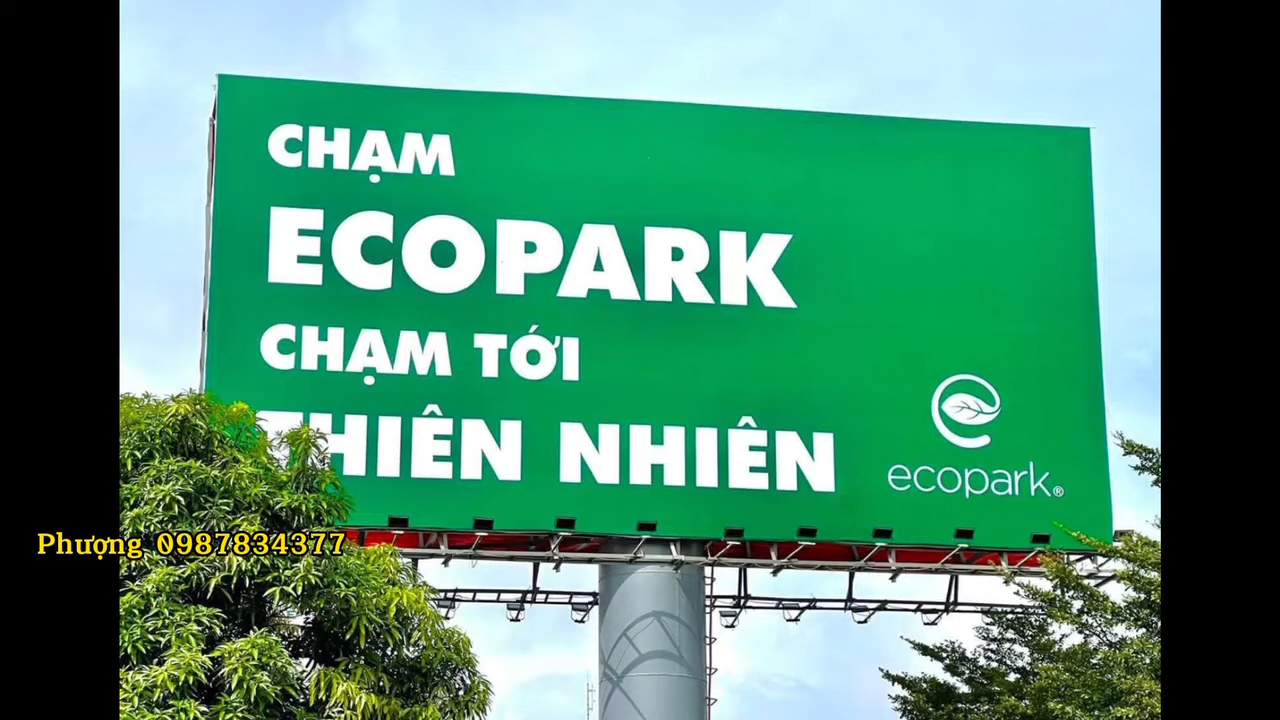 CHẠM
ECOPARK
CHẠM TỚI
THIÊN NHIÊN
ecopark®
Phượng 0987834377